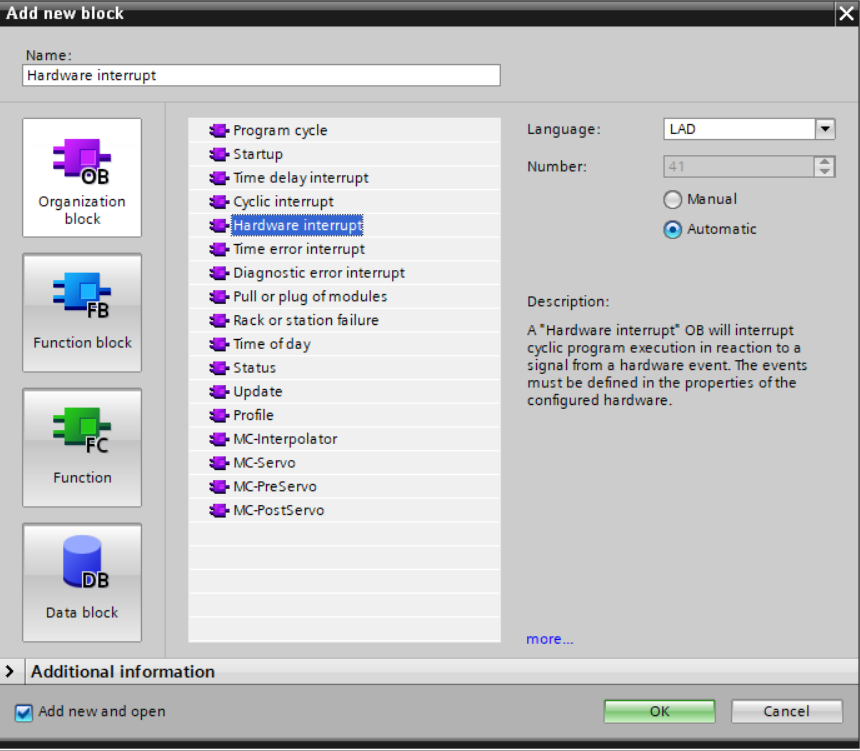 Add new block
Name:
Hardware interrupt
OB
Organization
block
FB
Function block
FC
Function
DB
Data block
Program cycle
Startup
Time delay interrupt
Cyclic interrupt
Hardware interrupt
Time error interrupt
Diagnostic error interrupt
Pull or plug of modules
Rack or station failure
Time of day
Status
Update
Profile
MC-Interpolator
MC-Servo
MC-PreServo
MC-PostServo
Language:
LAD
Number:
41
Manual
Automatic
Description:
A "Hardware interrupt" OB will interrupt
cyclic program execution in reaction to a
signal from a hardware event. The events
must be defined in the properties of the
configured hardware.
more...
Additional information
Add new and open
OK
Cancel